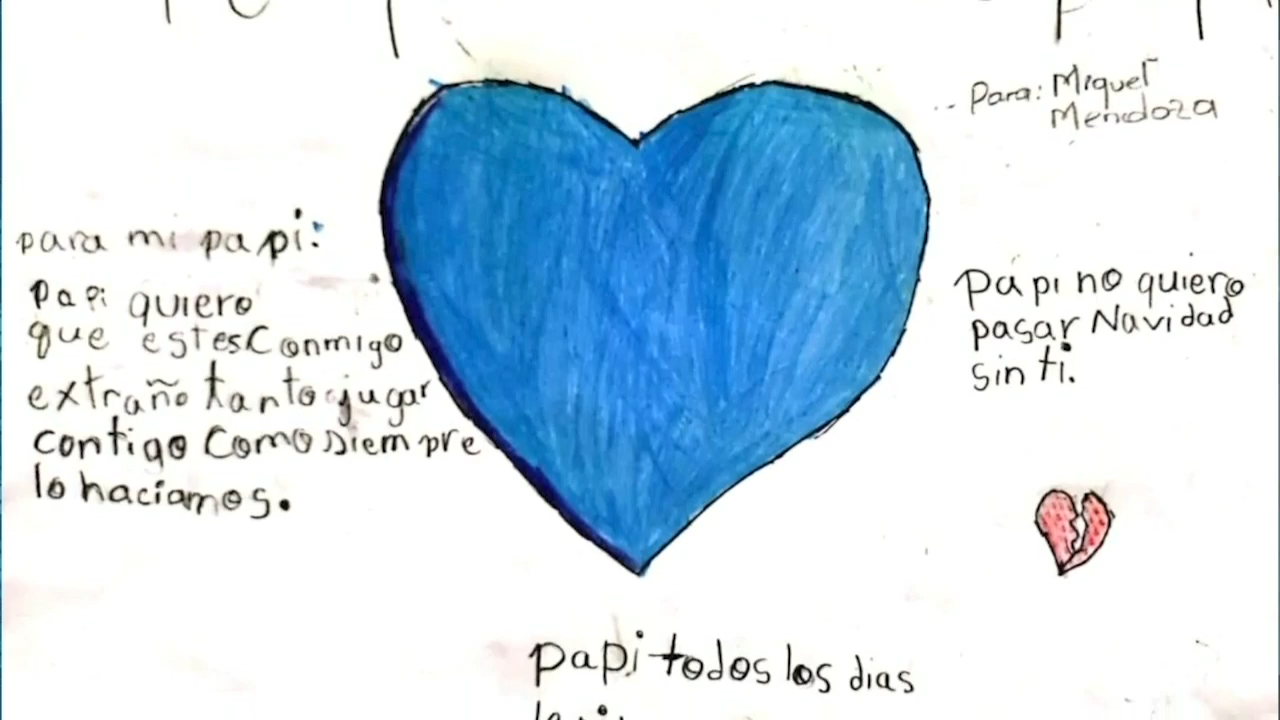 Para: Miguel
Mendoza
para mi papi:
Papi quiero
que estes Conmigo
extraño tanto jugar
contigo Como siempre
lo hacíamos.
Papi no quiero
pasar Navidad
sin ti.
papi todos los dias